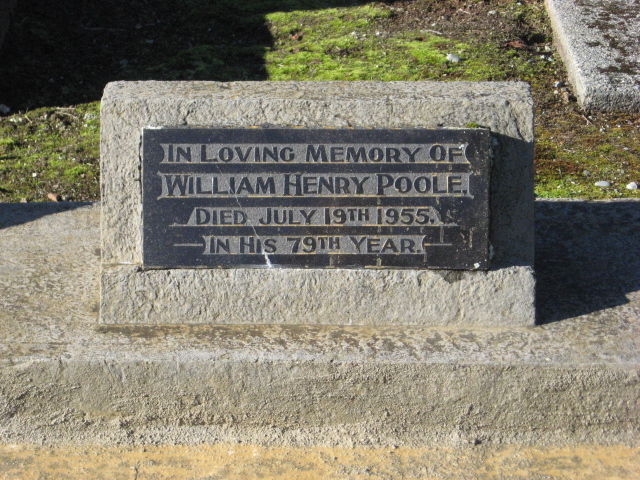 In Loving Memory Of
William Henry Poole.
Died July 19th 1955.
In His 79th Year.